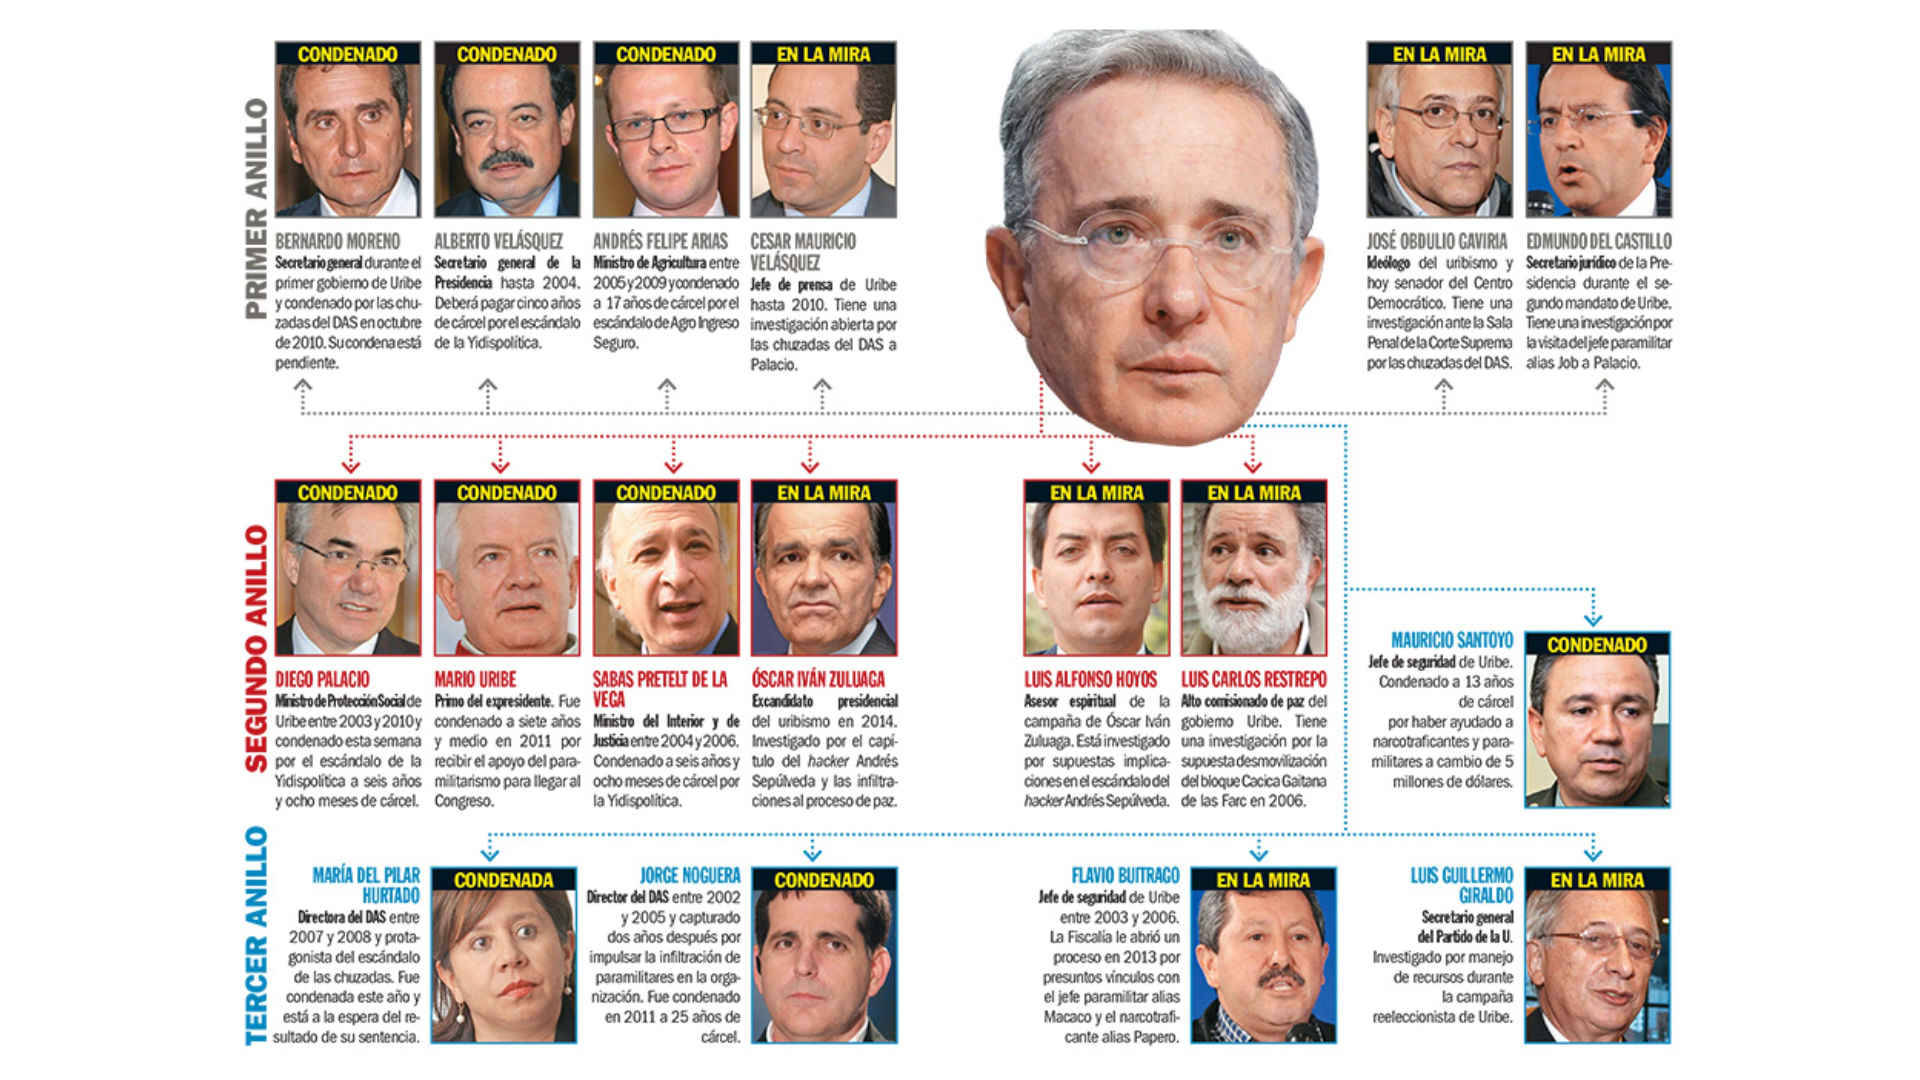 PRIMER ANILLO
CONDENADO
BERNARDO MORENO
Secretario general durante el
primer gobierno de Uribe
y condenado por las chu-
zadas del DAS en octubre
de 2010. Su condena está
pendiente.
CONDENADO
ALBERTO VELÁSQUEZ
Secretario general de la
Presidencia hasta 2004.
Deberá pagar cinco años
de cárcel por el escándalo
de la Yidispolítica.
CONDENADO
ANDRÉS FELIPE ARIAS
Ministro de Agricultura entre
2005 y 2009 y condenado
a 17 años de cárcel por el
escándalo de Agro Ingreso
Seguro.
EN LA MIRA
CESAR MAURICIO
VELÁSQUEZ
Jefe de prensa de Uribe
hasta 2010. Tiene una
investigación abierta por
las chuzadas del DAS a
Palacio.
EN LA MIRA
JOSÉ OBDULIO GAVIRIA
Ideólogo del uribismo y
hoy senador del Centro
Democrático. Tiene una
investigación ante la Sala
Penal de la Corte Suprema
por las chuzadas del DAS.
EN LA MIRA
EDMUNDO DEL CASTILLO
Secretario jurídico de la Pre-
sidencia durante el se-
gundo mandato de Uribe.
Tiene una investigación por
la visita del jefe paramilitar
alias Job a Palacio.
SEGUNDO ANILLO
CONDENADO
DIEGO PALACIO
Ministro de Protección Social de
Uribe entre 2003 y 2010 y
condenado esta semana
por el escándalo de la
Yidispolítica a seis años
y ocho meses de cárcel.
CONDENADO
MARIO URIBE
Primo del expresidente. Fue
condenado a siete años
y medio en 2011 por
recibir el apoyo del para-
militarismo para llegar al
Congreso.
CONDENADO
SABAS PRETELT DE LA
VEGA
Ministro del Interior y de
Justicia entre 2004 y 2006.
Condenado a seis años y
ocho meses de cárcel por
la Yidispolítica.
EN LA MIRA
ÓSCAR IVÁN ZULUAGA
Excandidato presidencial
del uribismo en 2014.
Investigado por el capí-
tulo del hacker Andrés
Sepúlveda y las infiltra-
ciones al proceso de paz.
EN LA MIRA
LUIS ALFONSO HOYOS
Asesor espiritual de la
campaña de Óscar Iván
Zuluaga. Está investigado
por supuestas implica-
ciones en el escándalo del
hacker Andrés Sepúlveda.
EN LA MIRA
LUIS CARLOS RESTREPO
Alto comisionado de paz del
gobierno Uribe. Tiene
una investigación por la
supuesta desmovilización
del bloque Cacica Gaitana
de las Farc en 2006.
MAURICIO SANTOYO
Jefe de seguridad de Uribe.
Condenado a 13 años
de cárcel
por haber ayudado a
narcotraficantes y para-
militares a cambio de 5
millones de dólares.
CONDENADO
TERCER ANILLO
MARÍA DEL PILAR
HURTADO
Directora del DAS entre
2007 y 2008 y prota-
gonista del escándalo
de las chuzadas. Fue
condenada este año y
está a la espera del re-
sultado de su sentencia.
CONDENADA
JORGE NOGUERA
Director del DAS entre 2002
y 2005 y capturado
dos años después por
impulsar la infiltración de
paramilitares en la orga-
nización. Fue condenado
en 2011 a 25 años de
cárcel.
CONDENADO
FLAVIO BUITRAGO
Jefe de seguridad de Uribe
entre 2003 y 2006.
La Fiscalía le abrió un
proceso en 2013 por
presuntos vínculos con
el jefe paramilitar alias
Macaco y el narcotrafi-
cante alias Papero.
EN LA MIRA
LUIS GUILLERMO
GIRALDO
Secretario general
del Partido de la U.
Investigado por manejo
de recursos durante
la campaña
reeleccionista de Uribe.
EN LA MIRA